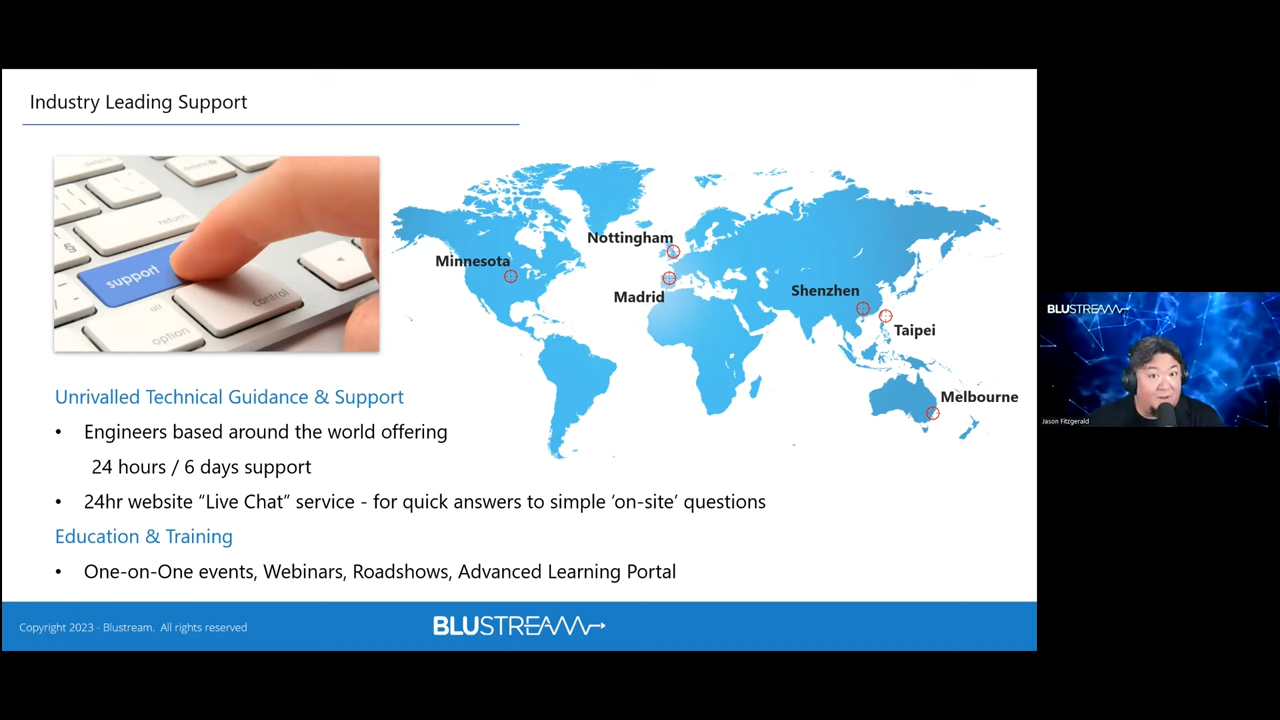 Industry Leading Support
return
§
support
alt
control
option
Nottingham
Minnesota
Madrid
Shenzhen
Taipei
Melbourne
Unrivalled Technical Guidance & Support
• Engineers based around the world offering
24 hours / 6 days support
• 24hr website “Live Chat” service - for quick answers to simple ‘on-site’ questions
Education & Training
• One-on-One events, Webinars, Roadshows, Advanced Learning Portal
Copyright 2023 - Blustream. All rights reserved
BLUSTREAM
BLUSTREAM
Jason Fitzgerald